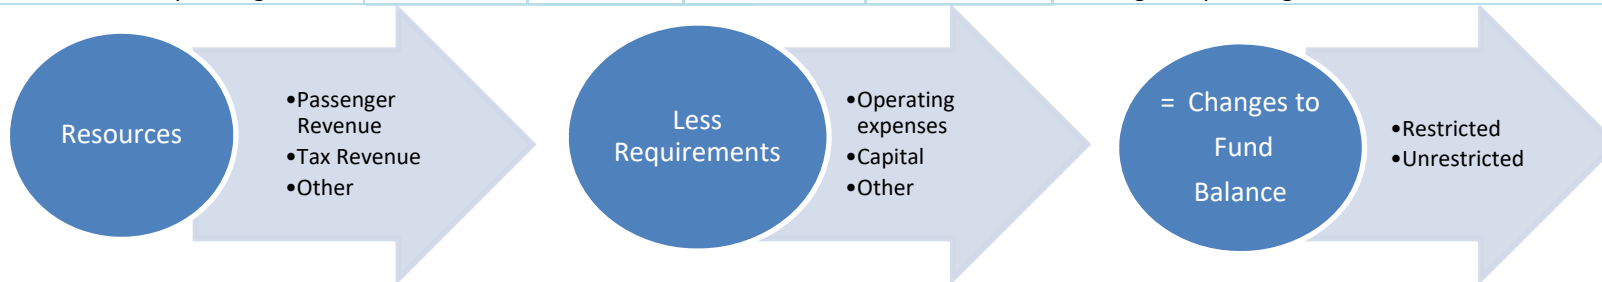 Resources
•Passenger
Revenue
•Tax Revenue
•Other
Less
Requirements
•Operating
expenses
•Capital
•Other
= Changes to
Fund
Balance
•Restricted
•Unrestricted